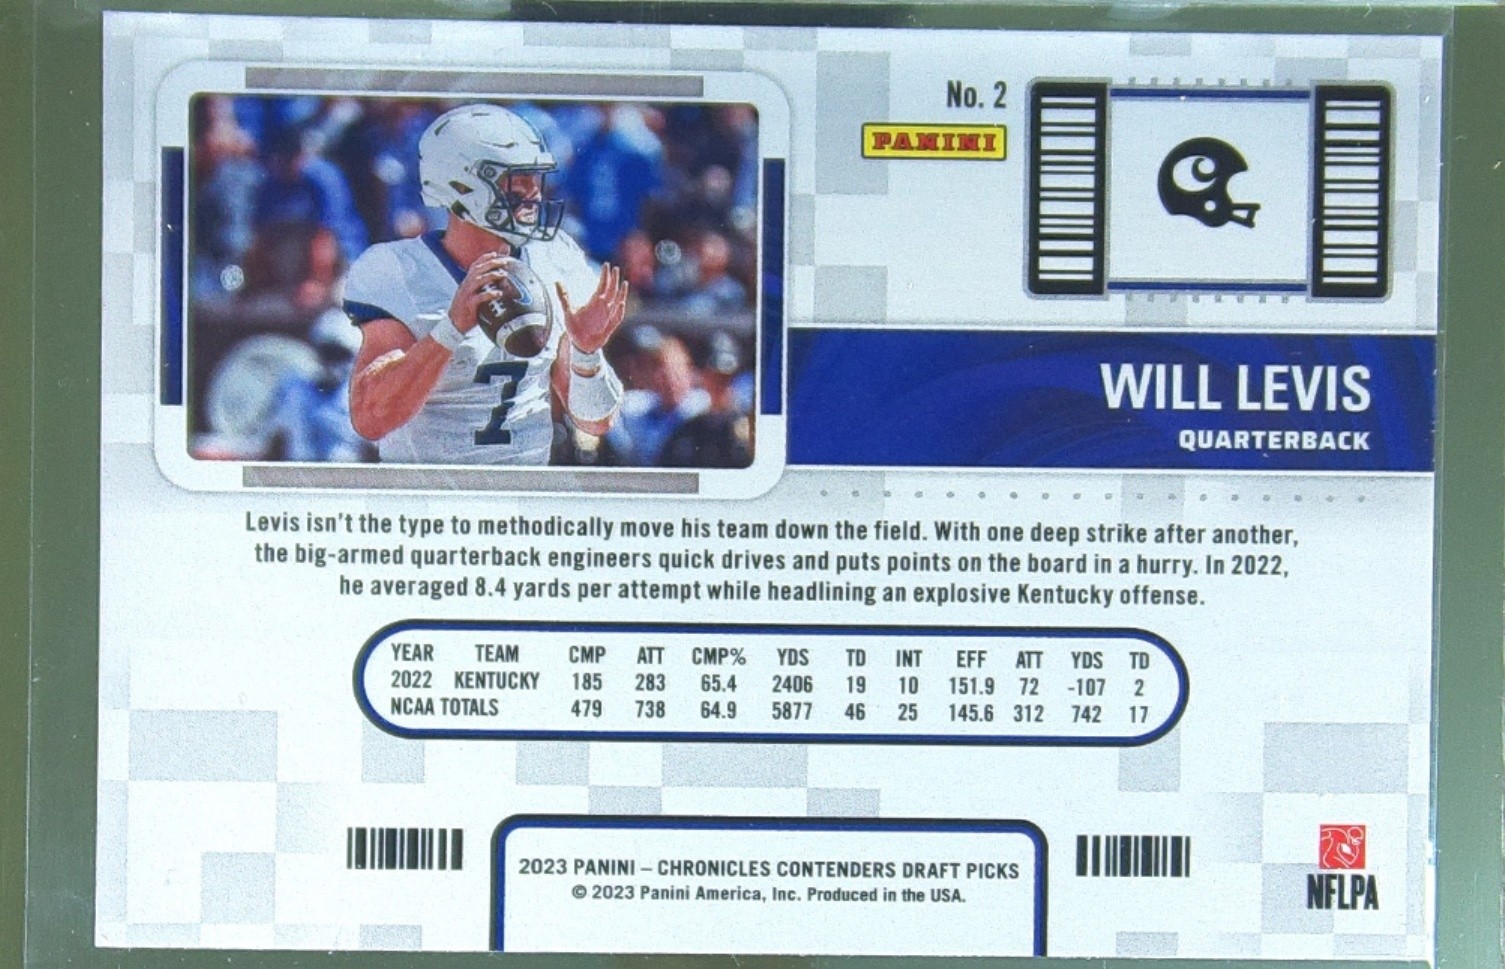 No. 2
PANINI
WILL LEVIS
QUARTERBACK
7
Levis isn't the type to methodically move his team down the field. With one deep strike after another,
the big-armed quarterback engineers quick drives and puts points on the board in a hurry. In 2022,
he averaged 8.4 yards per attempt while headlining an explosive Kentucky offense.
YEAR TEAM CMP ATT CMP% YDS TD INT EFF ATT YDS TD
2022 KENTUCKY 185 283 65.4 2406 19 10 151.9 72 -107 2
NCAA TOTALS 479 738 64.9 5877 46 25 145.6 312 742 17
2023 PANINI – CHRONICLES CONTENDERS DRAFT PICKS
© 2023 Panini America, Inc. Produced in the USA.
NFLPA